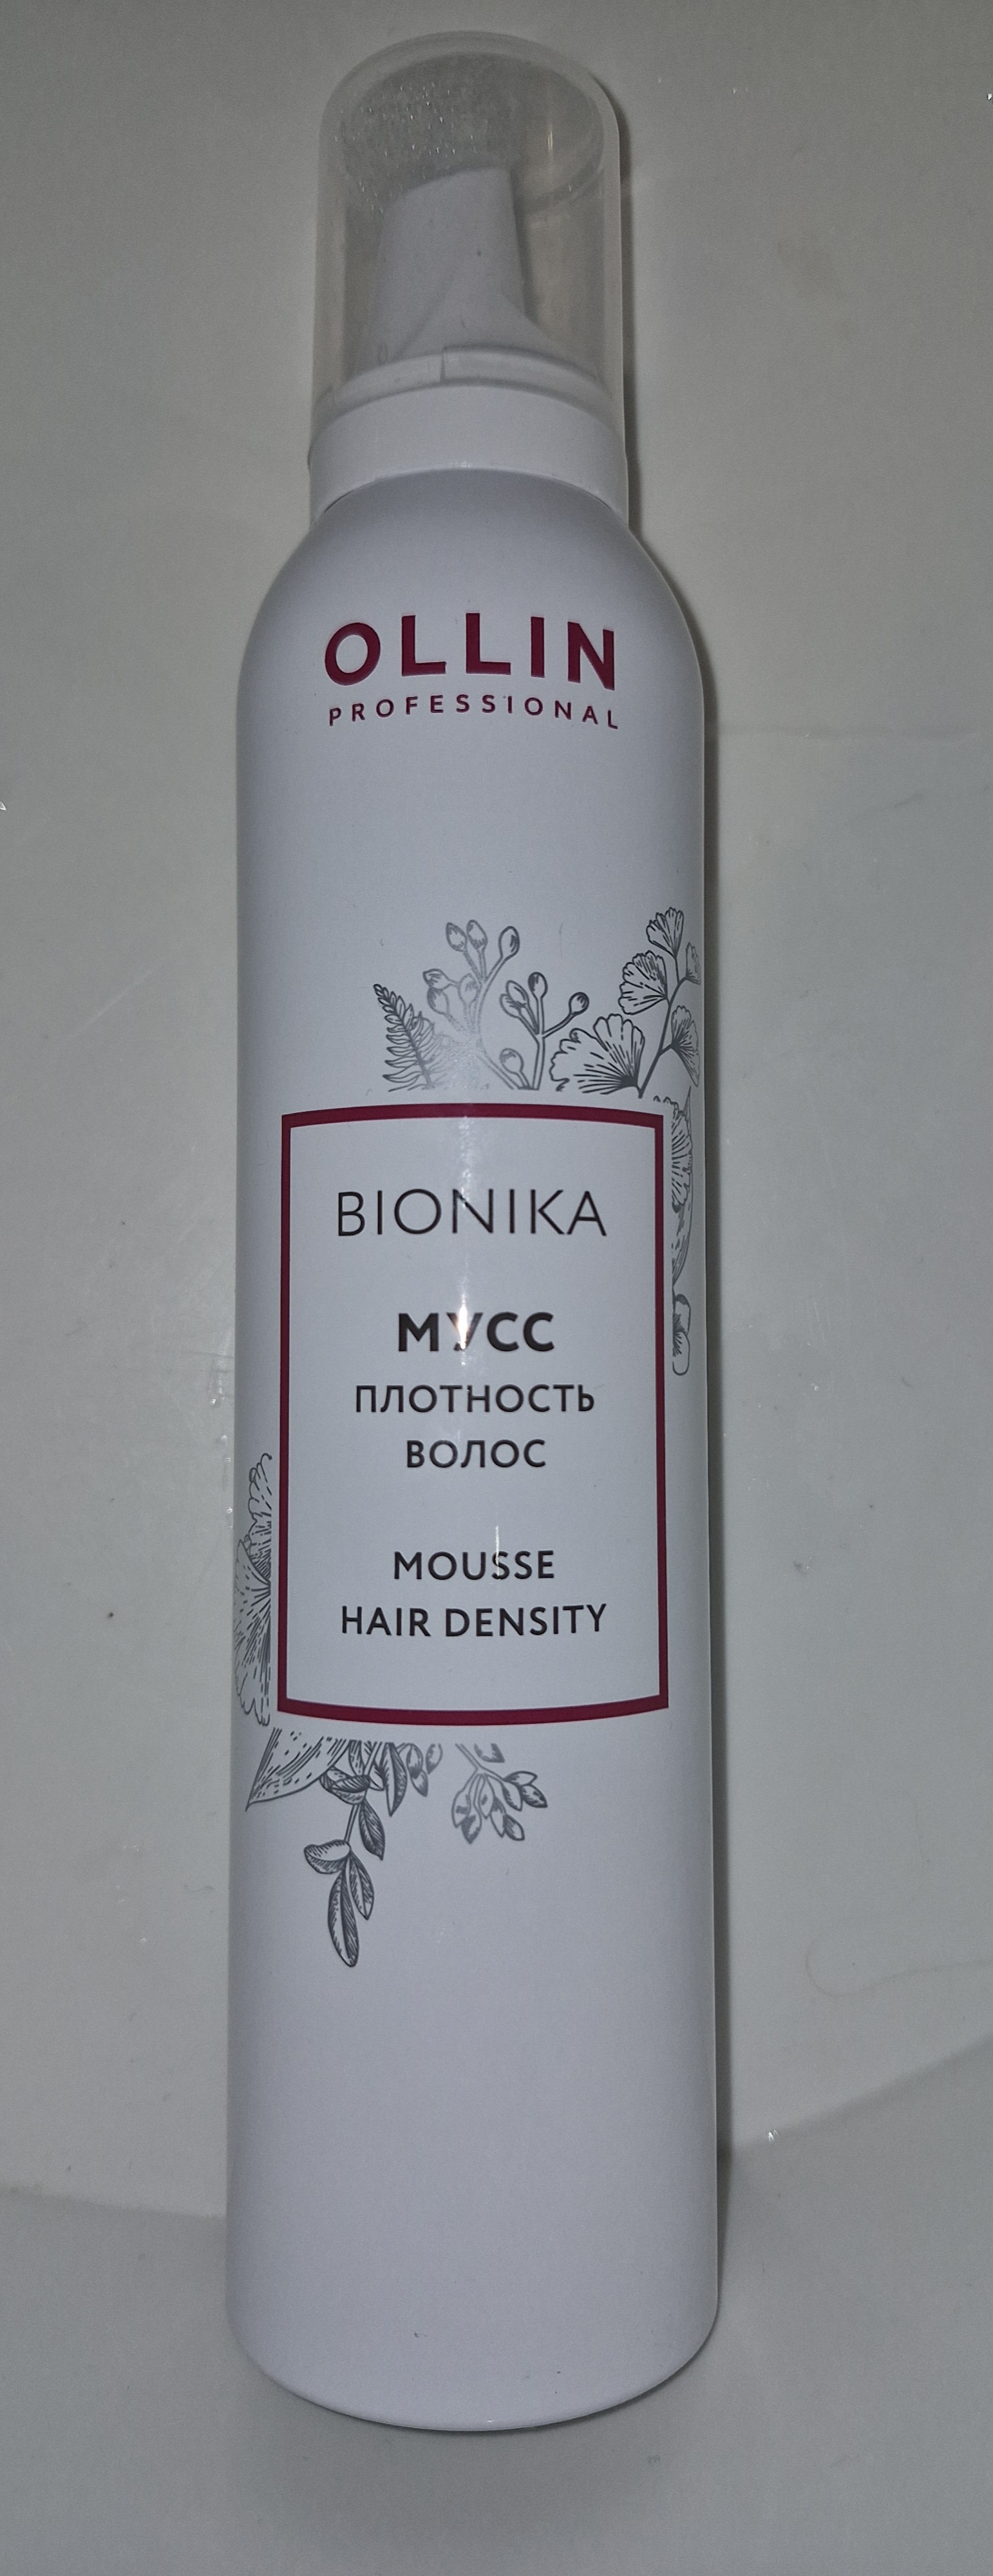 OLLIN
PROFESSIONAL
BIONIKA
МУСС
ПЛОТНОСТЬ
ВОЛОС
MOUSSE
HAIR DENSITY